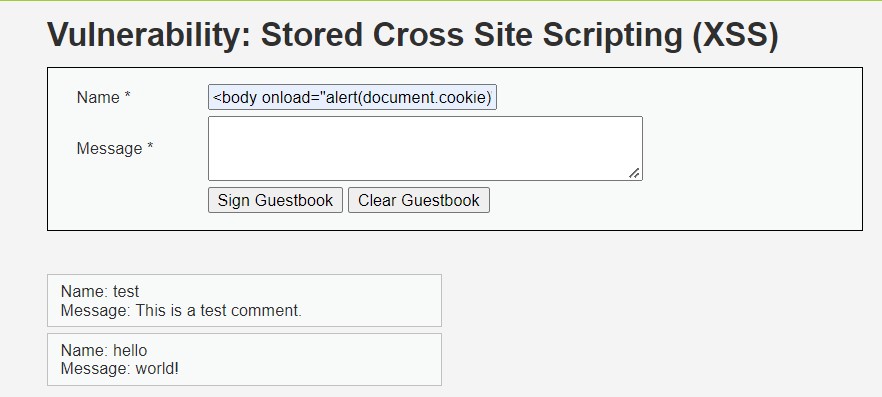 Vulnerability: Stored Cross Site Scripting (XSS)
Name * <body onload="alert(document.cookie)
Message *
Sign Guestbook Clear Guestbook
Name: test
Message: This is a test comment.
Name: hello
Message: world!